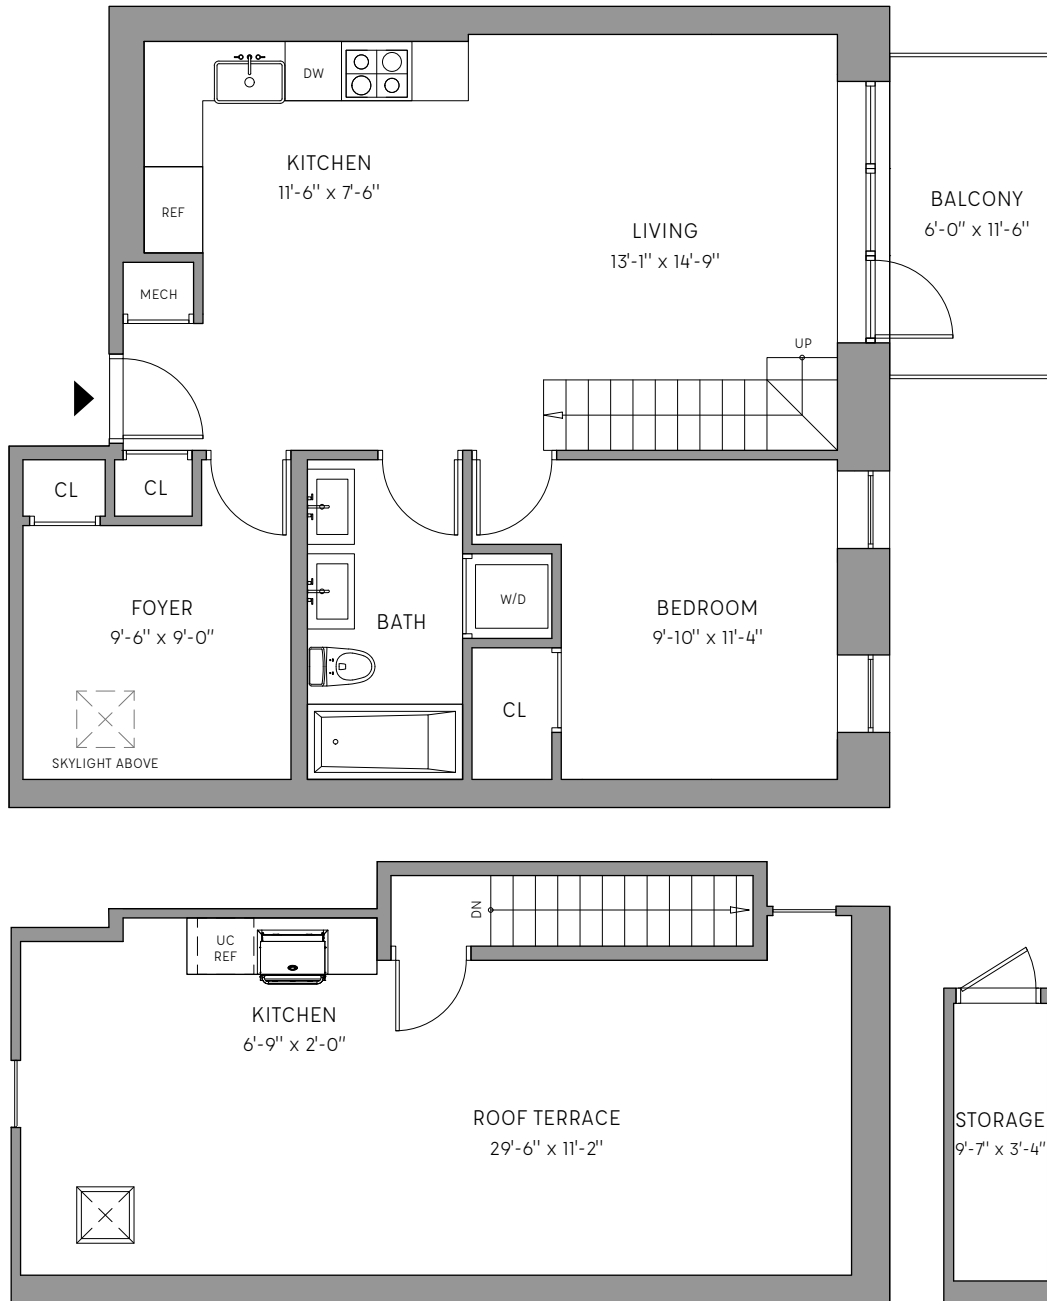 DW
KITCHEN
11'-6" x 7'-6"
REF
LIVING
13'-1" x 14'-9"
BALCONY
6'-0" x 11'-6"
MECH
UP
CL
CL
FOYER
9'-6" x 9'-0"
SKYLIGHT ABOVE
BATH
W/D
BEDROOM
9'-10" x 11'-4"
CL
DN
UC
REF
KITCHEN
6'-9" x 2'-0"
ROOF TERRACE
29'-6" x 11'-2"
STORAGE
9'-7" x 3'-4"